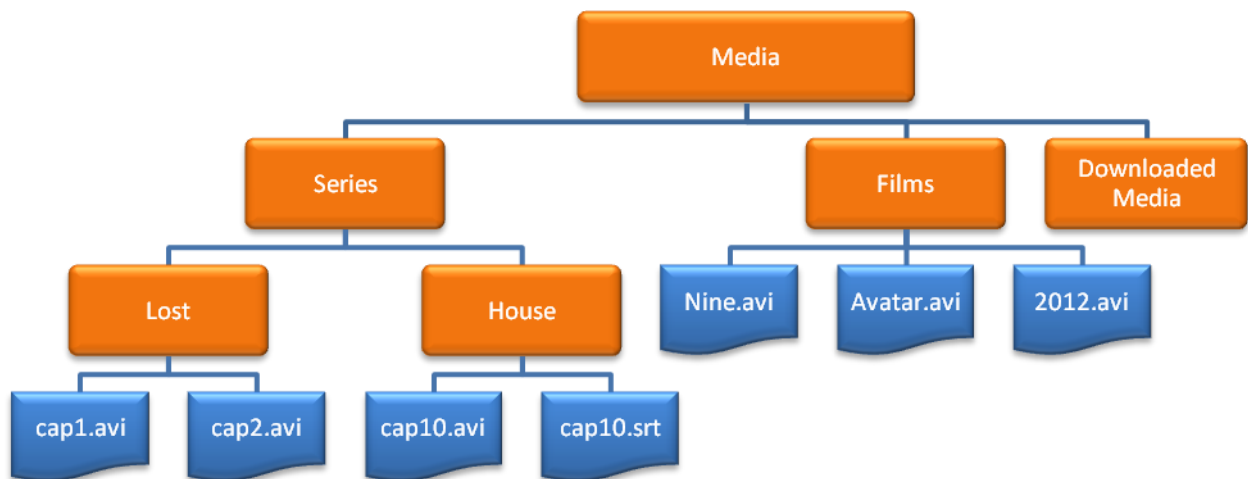 Media
Series
Films
Downloaded
Media
Lost
House
Nine.avi
Avatar.avi
2012.avi
cap1.avi
cap2.avi
cap10.avi
cap10.srt